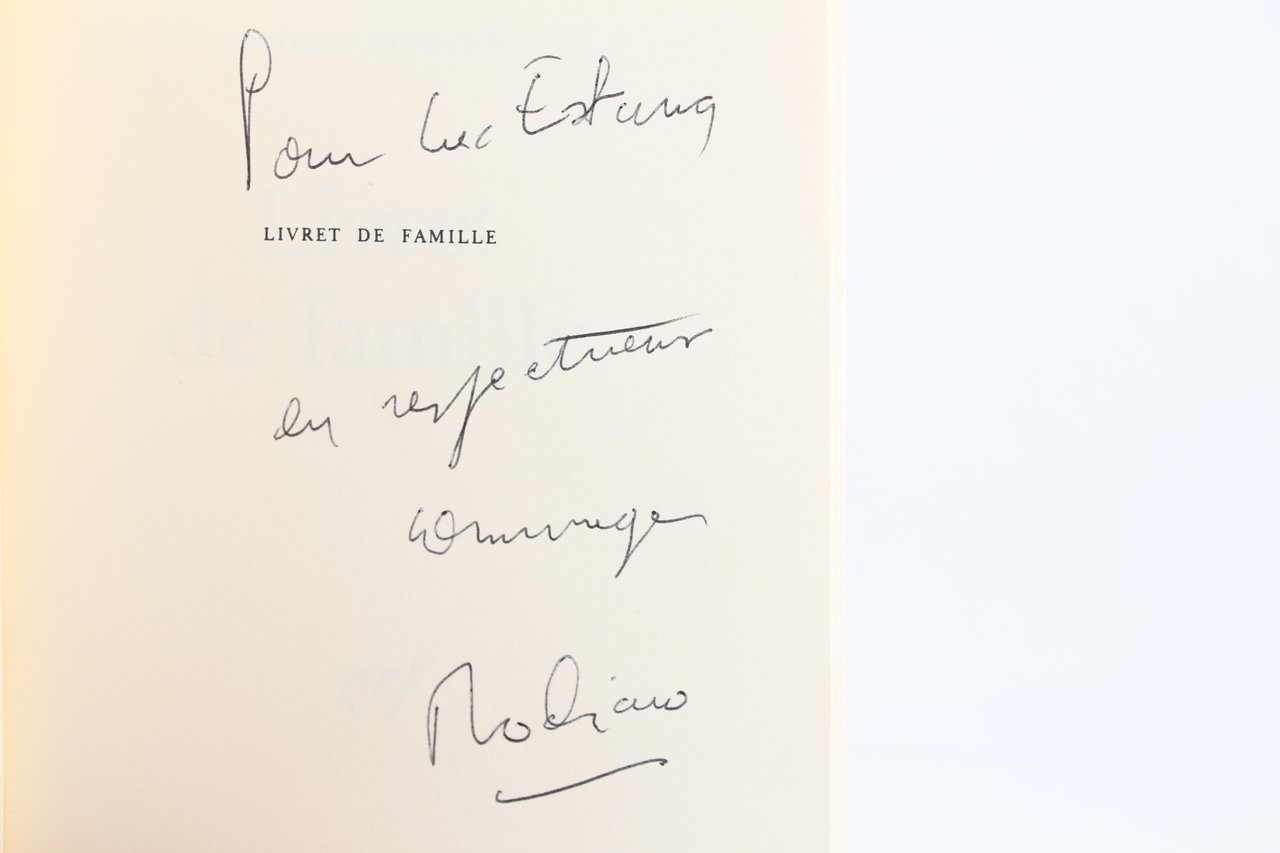 Pour Luc Estang
LIVRET DE FAMILLE
en respectueux
hommage
Modiano